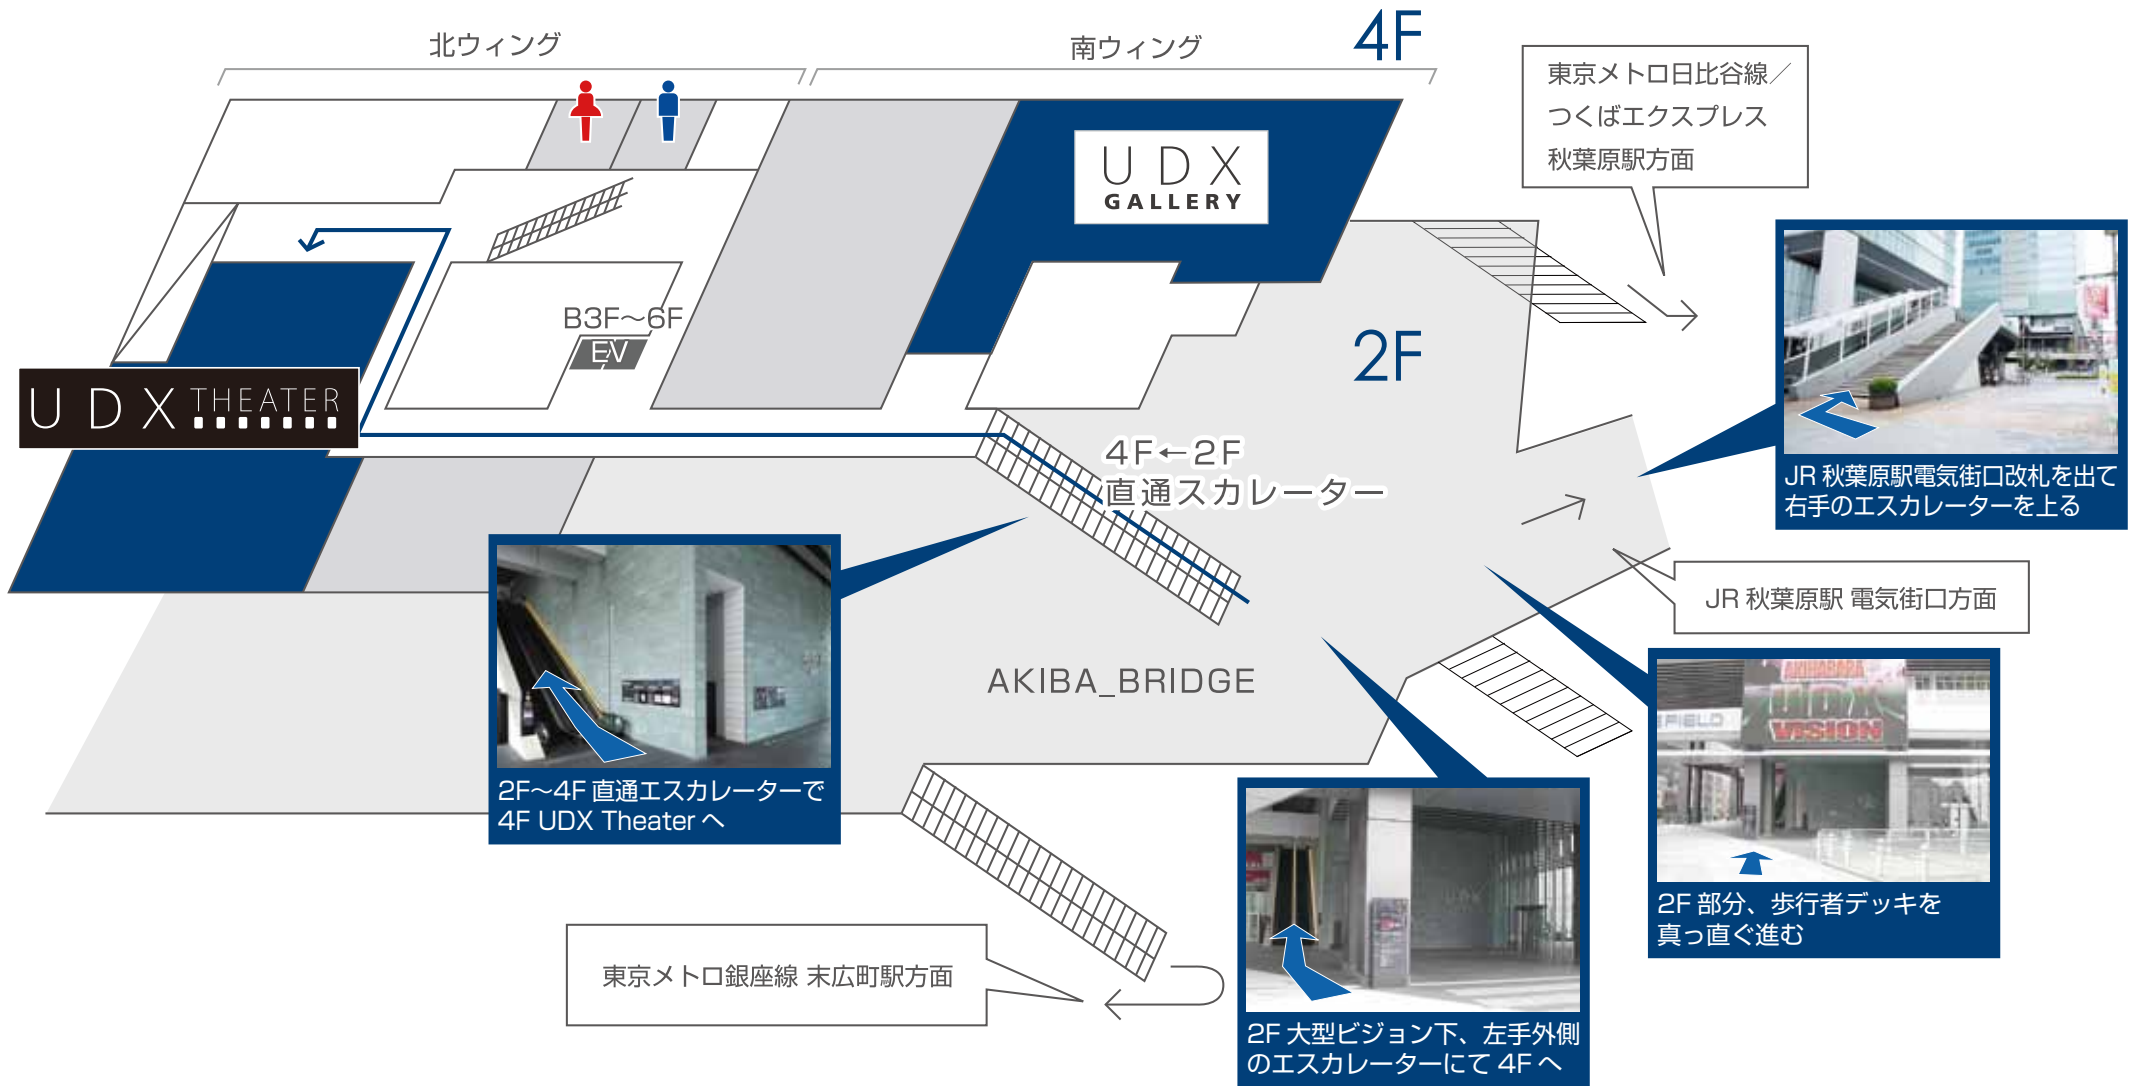 北ウィング
南ウィング
4F
東京メトロ日比谷線／
つくばエクスプレス
秋葉原駅方面
UDX
GALLERY
B3F～6F
EV
2F
UDX THEATER
4F←2F
直通スカレーター
JR 秋葉原駅電気街口改札を出て
右手のエスカレーターを上る
JR 秋葉原駅 電気街口方面
AKIBA_BRIDGE
AKIHABARA
UDX
VISION
FIELD
2F 部分、歩行者デッキを
真っ直ぐ進む
2F～4F 直通エスカレーターで
4F UDX Theater へ
東京メトロ銀座線 末広町駅方面
UDX
2F 大型ビジョン下、左手外側
のエスカレーターにて 4F へ